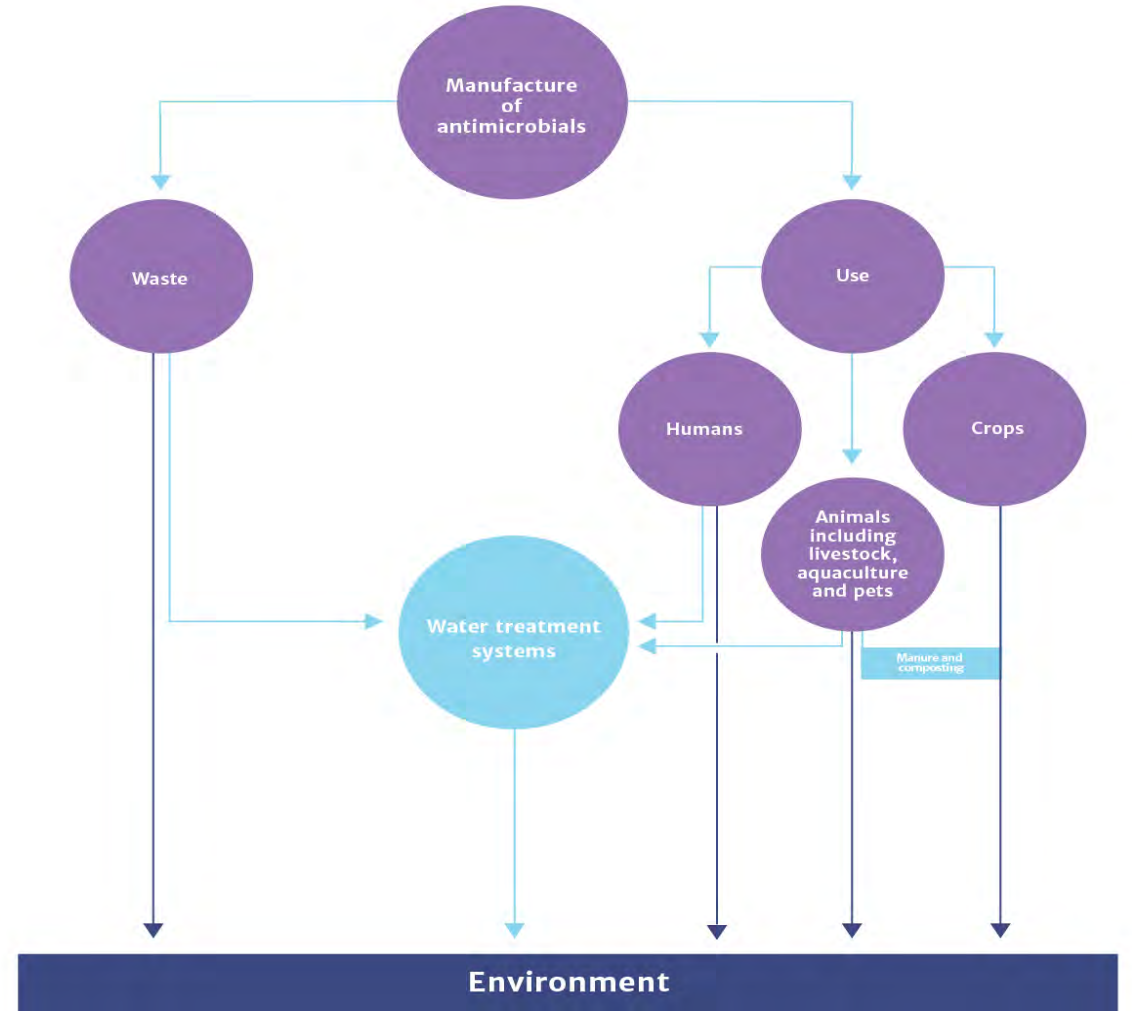 Manufacture
of
antimicrobials
Waste
Use
Humans
Crops
Animals
including
livestock,
aquaculture
and pets
Water treatment
systems
Manure and
composting
Environment